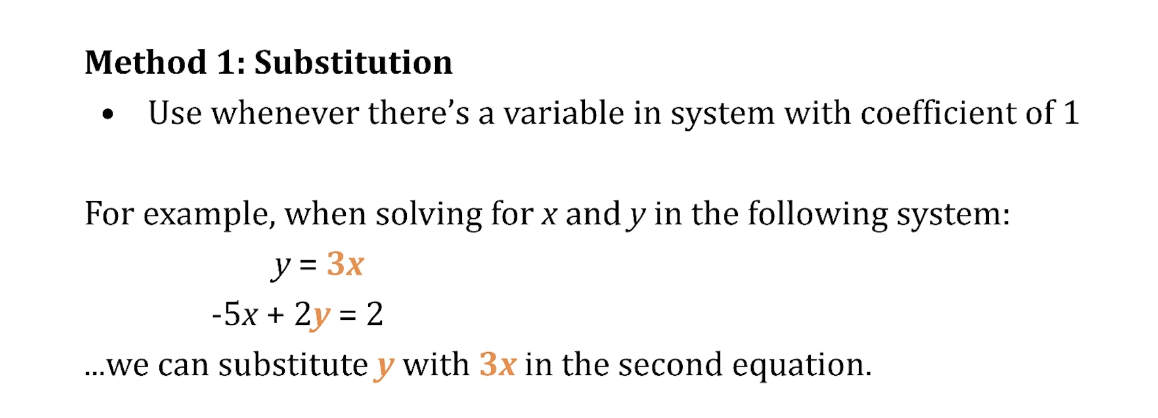 Method 1: Substitution
• Use whenever there’s a variable in system with coefficient of 1
For example, when solving for x and y in the following system:
y = 3x
-5x + 2y = 2
...we can substitute y with 3x in the second equation.